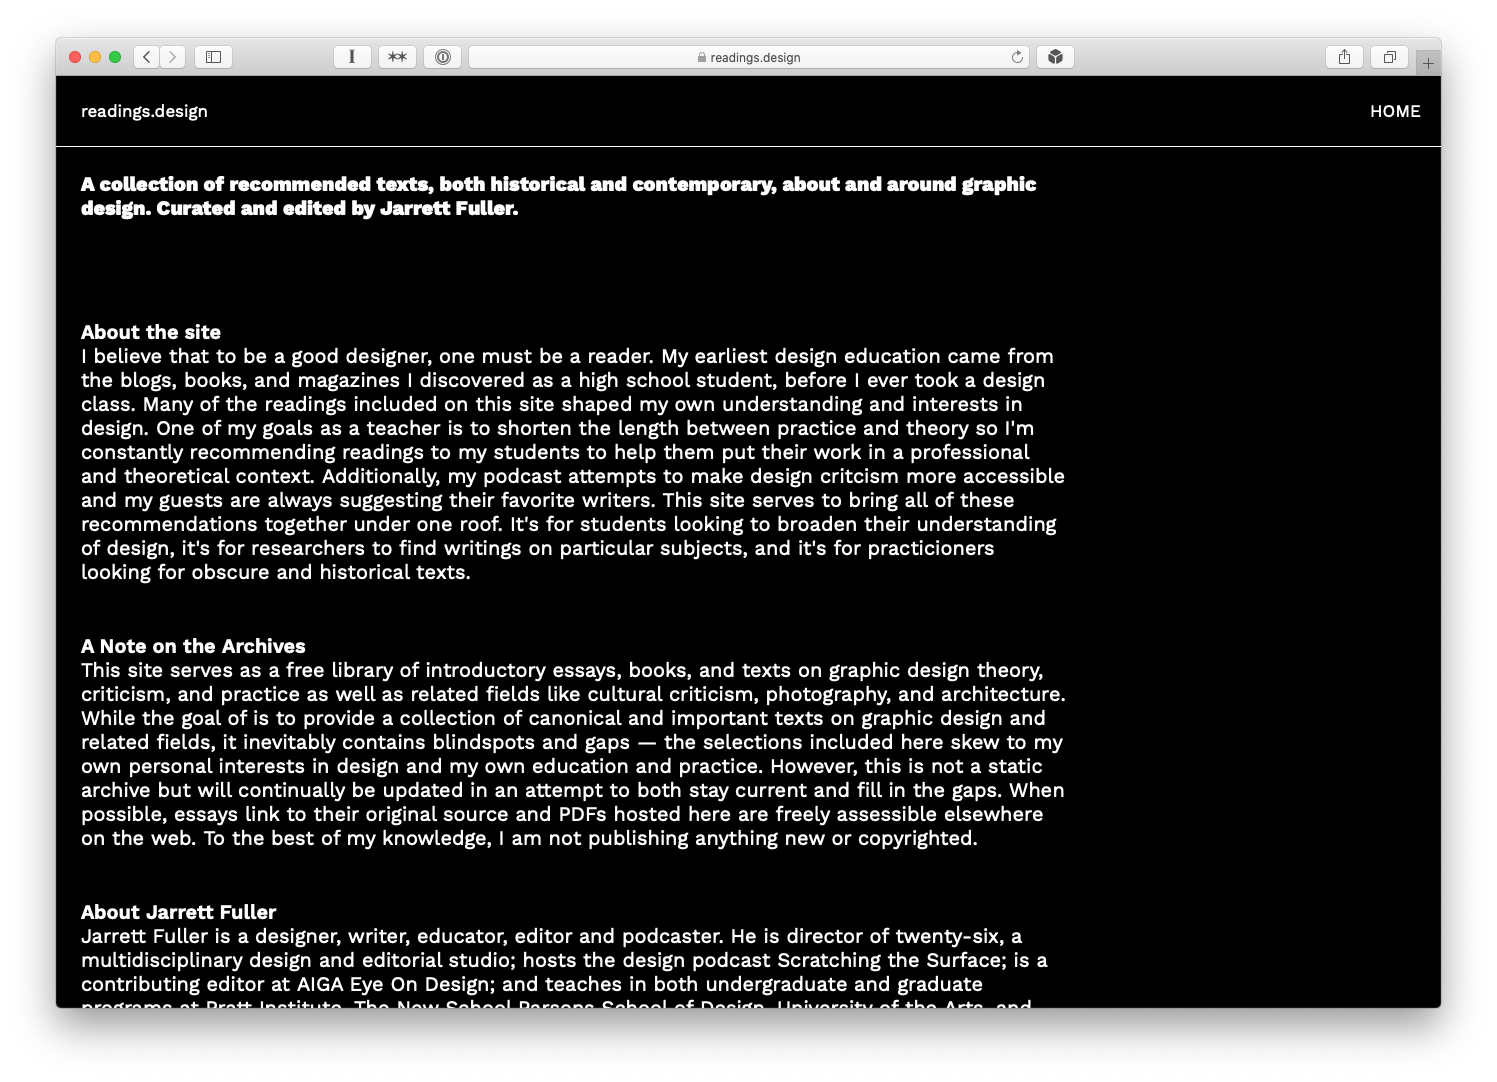 readings.design
readings.design
HOME
A collection of recommended texts, both historical and contemporary, about and around graphic
design. Curated and edited by Jarrett Fuller.
About the site
I believe that to be a good designer, one must be a reader. My earliest design education came from
the blogs, books, and magazines I discovered as a high school student, before I ever took a design
class. Many of the readings included on this site shaped my own understanding and interests in
design. One of my goals as a teacher is to shorten the length between practice and theory so I'm
constantly recommending readings to my students to help them put their work in a professional
and theoretical context. Additionally, my podcast attempts to make design critcism more accessible
and my guests are always suggesting their favorite writers. This site serves to bring all of these
recommendations together under one roof. It's for students looking to broaden their understanding
of design, it's for researchers to find writings on particular subjects, and it's for practicioners
looking for obscure and historical texts.
A Note on the Archives
This site serves as a free library of introductory essays, books, and texts on graphic design theory,
criticism, and practice as well as related fields like cultural criticism, photography, and architecture.
While the goal of is to provide a collection of canonical and important texts on graphic design and
related fields, it inevitably contains blindspots and gaps — the selections included here skew to my
own personal interests in design and my own education and practice. However, this is not a static
archive but will continually be updated in an attempt to both stay current and fill in the gaps. When
possible, essays link to their original source and PDFs hosted here are freely assessible elsewhere
on the web. To the best of my knowledge, I am not publishing anything new or copyrighted.
About Jarrett Fuller
Jarrett Fuller is a designer, writer, educator, editor and podcaster. He is director of twenty-six, a
multidisciplinary design and editorial studio; hosts the design podcast Scratching the Surface; is a
contributing editor at AIGA Eye On Design; and teaches in both undergraduate and graduate
programs at Pratt Institute, The New School Parsons School of Design, University of the Arts, and